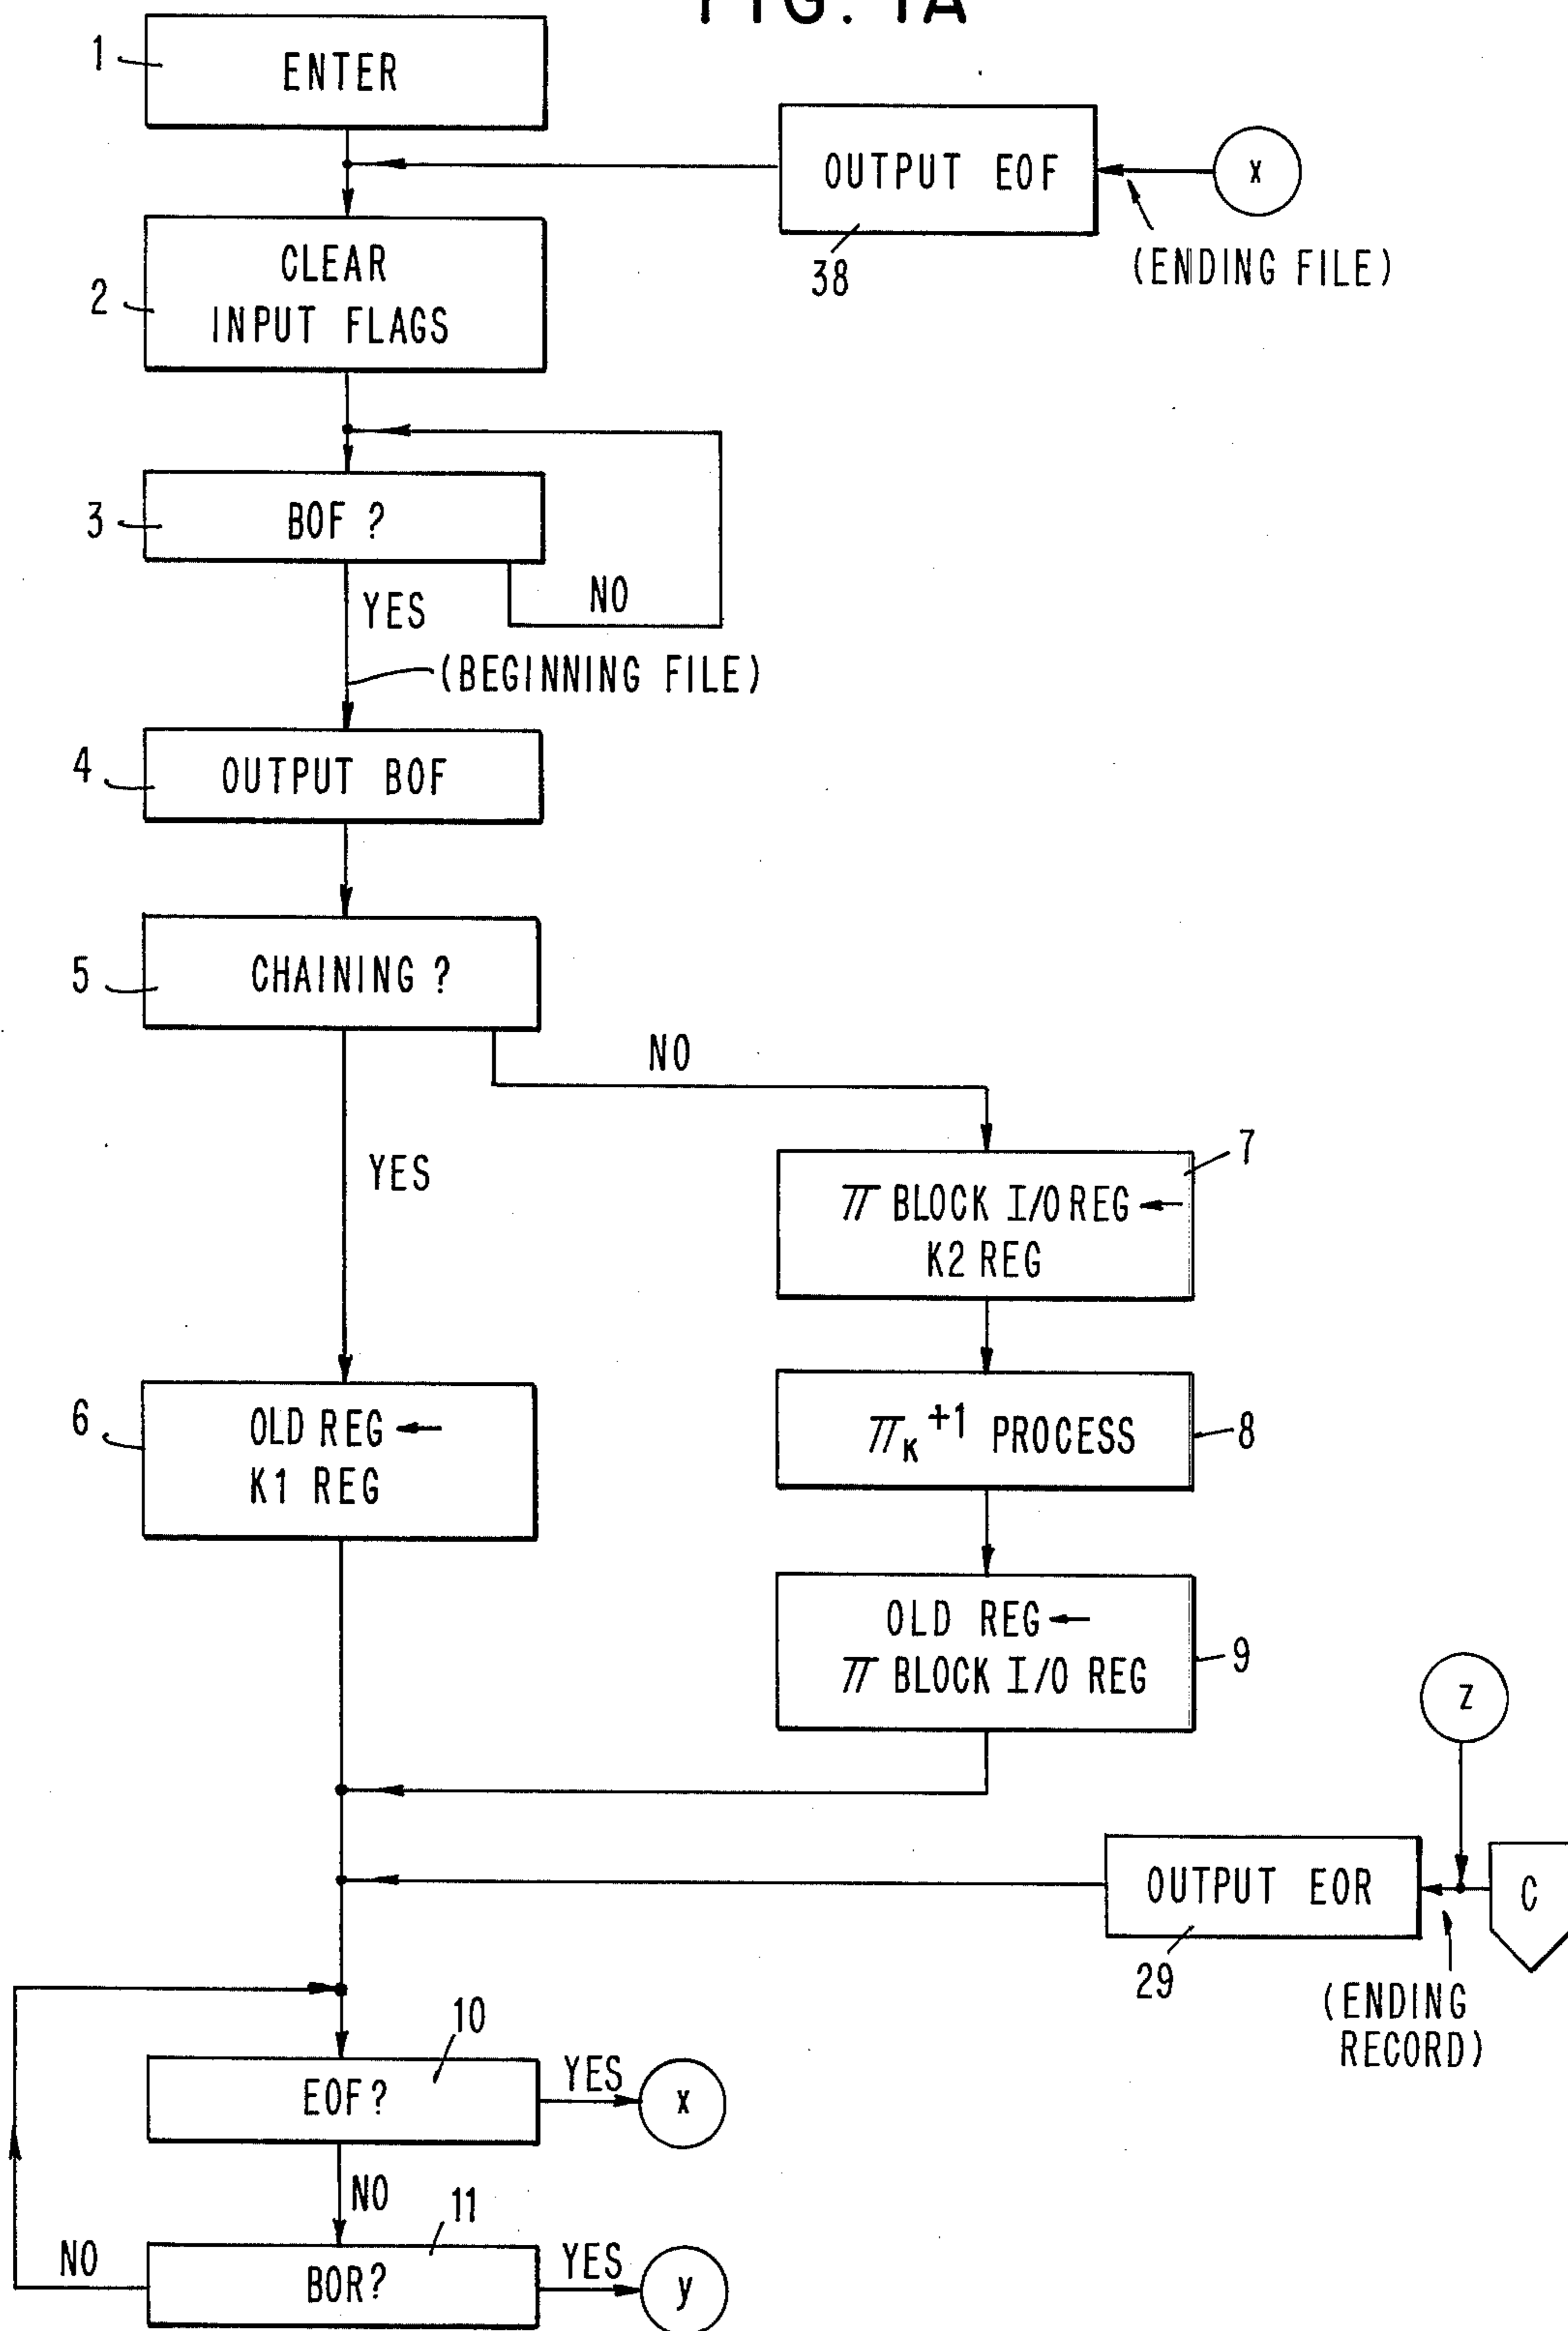 FIG. 1A
1
ENTER
OUTPUT EOF
x
38
(ENDING FILE)
2
CLEAR
INPUT FLAGS
3
BOF ?
NO
YES
(BEGINNING FILE)
4
OUTPUT BOF
5
CHAINING ?
NO
YES
7
π BLOCK I/O REG ←
K2 REG
6
OLD REG ←
K1 REG
πK+1 PROCESS
8
OLD REG ←
π BLOCK I/O REG
9
Z
OUTPUT EOR
C
29
(ENDING
RECORD)
10
EOF?
YES
x
NO
11
NO
BOR?
YES
y